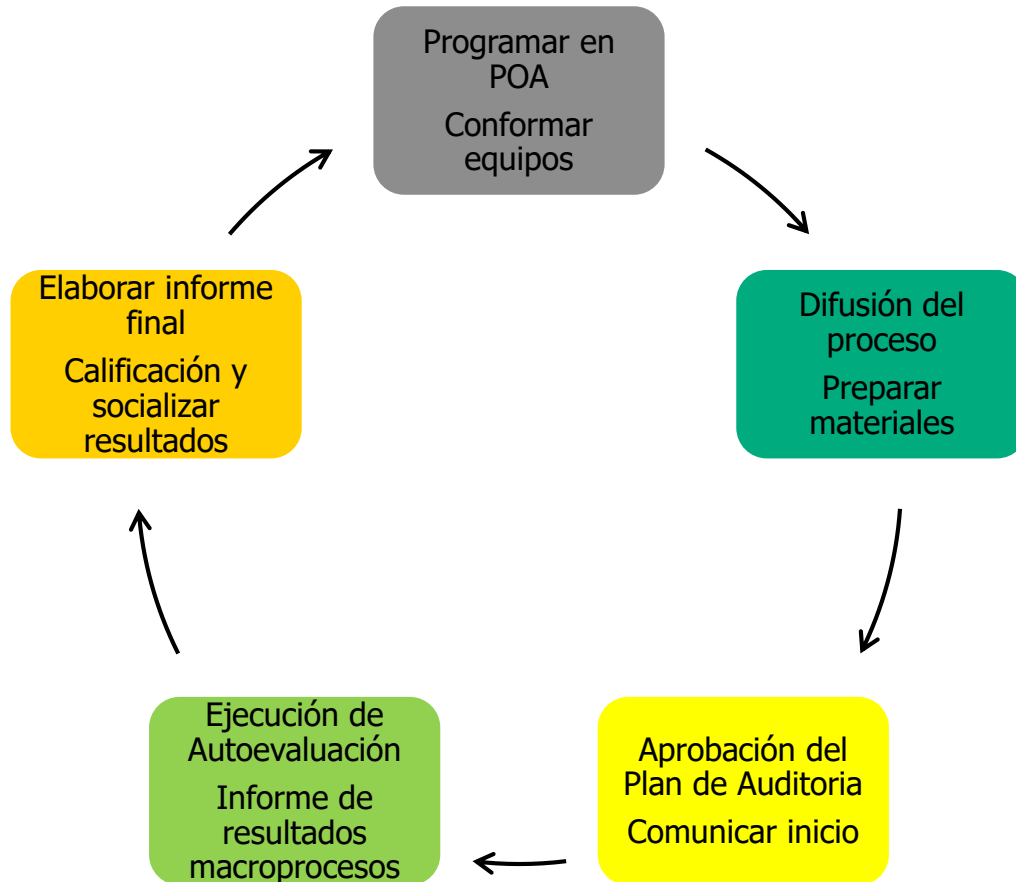 Programar en
POA
Conformar
equipos
Difusión del
proceso
Preparar
materiales
Aprobación del
Plan de Auditoria
Comunicar inicio
Ejecución de
Autoevaluación
Informe de
resultados
macroprocesos
Elaborar informe
final
Calificación y
socializar
resultados